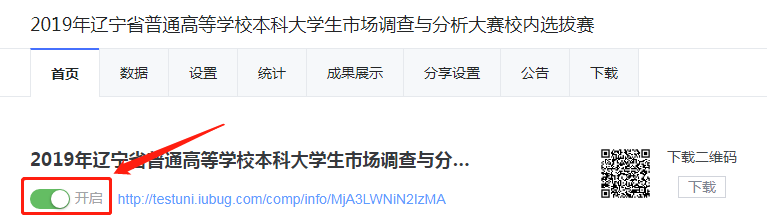 2019年辽宁省普通高等学校本科大学生市场调查与分析大赛校内选拔赛
首页 数据 设置 统计 成果展示 分享设置 公告 下载
2019年辽宁省普通高等学校本科大学生市场调查与分...
下载二维码
开启 http://testuni.iubug.com/comp/info/MjA3LWNiN2IzMA
下载